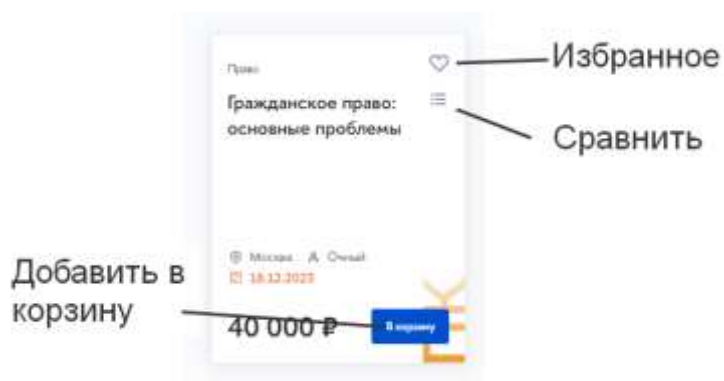 Право
Избранное
Гражданское право:
основные проблемы
Сравнить
Москва Очный
18.12.2023
Добавить в
корзину
40 000 ₽
В корзину